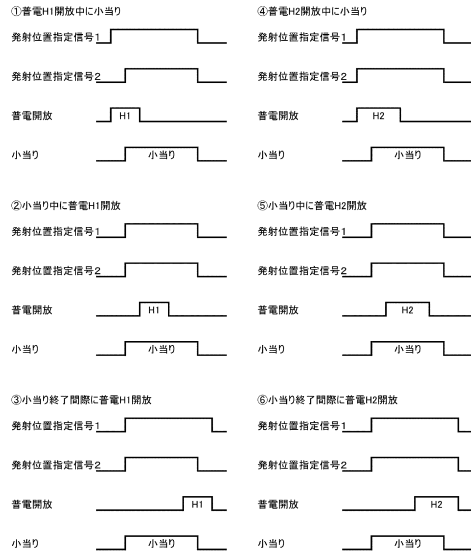 ①普電H1開放中に小当り
発射位置指定信号1
発射位置指定信号2
普電開放
H1
小当り
小当り
②小当り中に普電H1開放
発射位置指定信号1
発射位置指定信号2
普電開放
H1
小当り
小当り
③小当り終了間際に普電H1開放
発射位置指定信号1
発射位置指定信号2
普電開放
H1
小当り
小当り
④普電H2開放中に小当り
発射位置指定信号1
発射位置指定信号2
普電開放
H2
小当り
小当り
⑤小当り中に普電H2開放
発射位置指定信号1
発射位置指定信号2
普電開放
H2
小当り
小当り
⑥小当り終了間際に普電H2開放
発射位置指定信号1
発射位置指定信号2
普電開放
H2
小当り
小当り